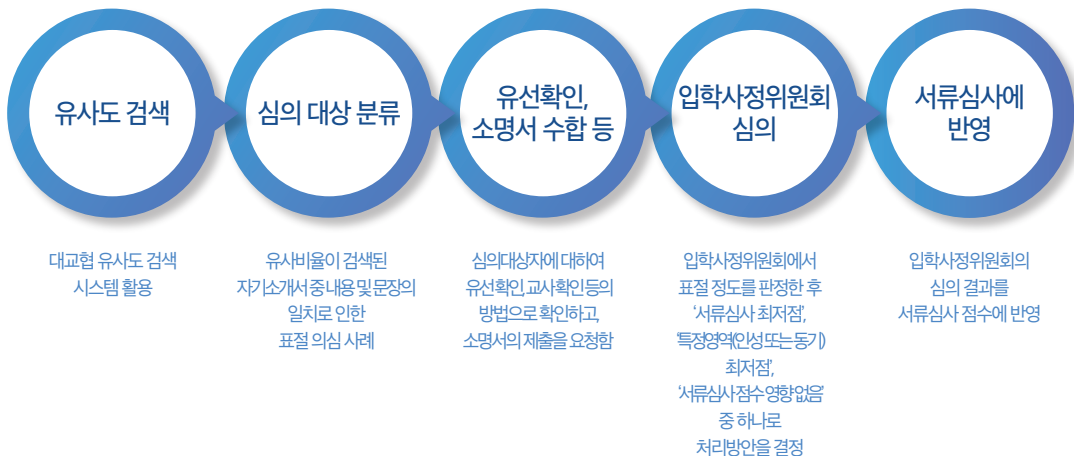 유사도 검색
심의 대상 분류
유선확인,
소명서 수합 등
입학사정위원회
심의
서류심사에
반영
대교협 유사도 검색
시스템 활용
유사비율이 검색된
자기소개서 중 내용 및 문장의
일치로 인한
표절 의심 사례
심의대상자에 대하여
유선확인, 교사확인 등의
방법으로 확인하고,
소명서의 제출을 요청함
입학사정위원회에서
표절 정도를 판정한 후
‘서류심사 최저점’,
‘특정영역(인성 또는 동기)
최저점’,
‘서류심사 점수 영향 없음’
중 하나로
처리방안을 결정
입학사정위원회의
심의 결과를
서류심사 점수에 반영